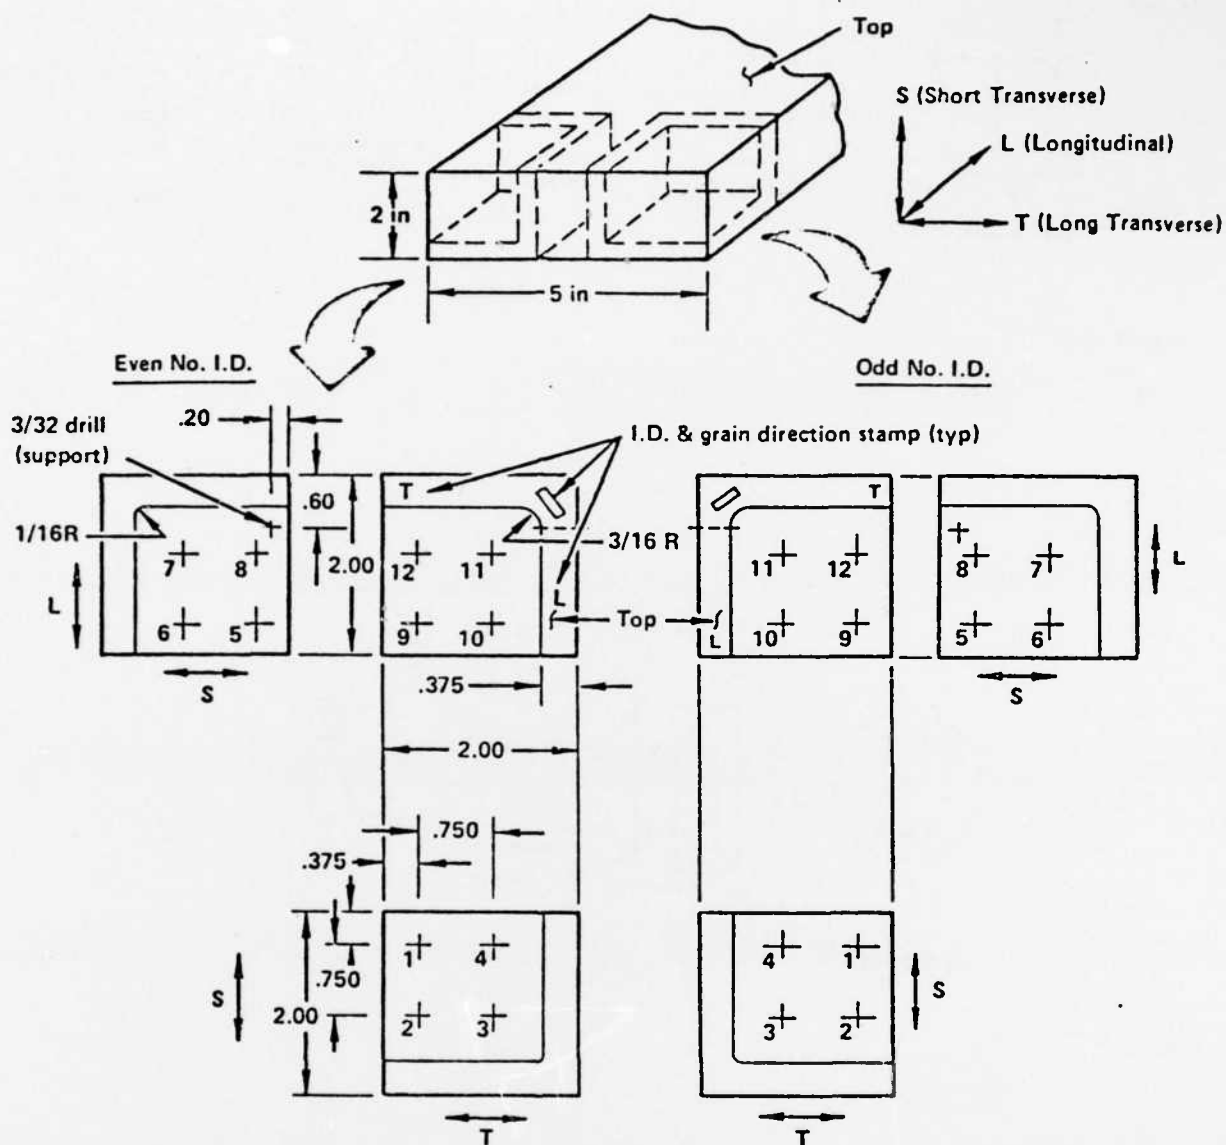 Top
S (Short Transverse)
L (Longitudinal)
T (Long Transverse)
2 in
5 in
Even No. I.D.
Odd No. I.D.
3/32 drill
(support)
.20
I.D. & grain direction stamp (typ)
.60
T
T
1/16R
2.00
3/16 R
7 8
12 11
11 12
8 7
L
L
L
6 5
9 10
Top
10 9
L
5 6
S
.375
S
2.00
.750
.375
1 4
4 1
.750
S
S
2.00
2 3
3 2
T
T